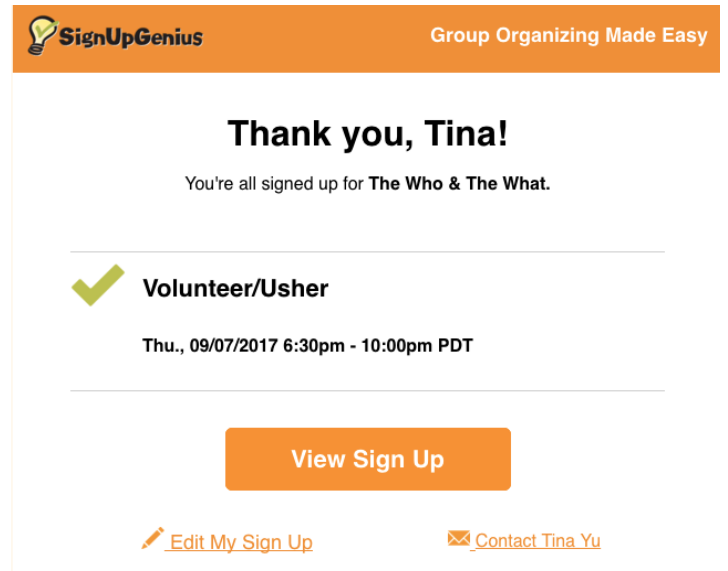 SignUpGenius
Group Organizing Made Easy
Thank you, Tina!
You're all signed up for The Who & The What.
Volunteer/Usher
Thu., 09/07/2017 6:30pm - 10:00pm PDT
View Sign Up
Edit My Sign Up
Contact Tina Yu